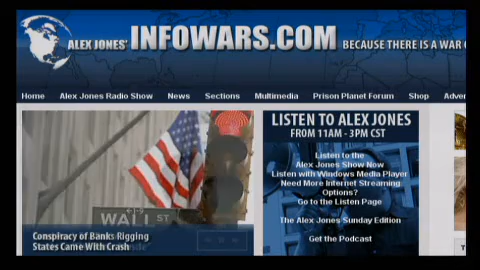 ALEX JONES' INFOWARS.COM BECAUSE THERE IS A WAR
Home Alex Jones Radio Show News Sections Multimedia Prison Planet Forum Shop
LISTEN TO ALEX JONES
FROM 11AM - 3PM CST
Listen to the
Alex Jones Show Now
Listen with Windows Media Player
Need More Internet Streaming
Options?
Go to the Listen Page
The Alex Jones Sunday Edition
Get the Podcast
WALL ST
Conspiracy of Banks Rigging
States Came With Crash